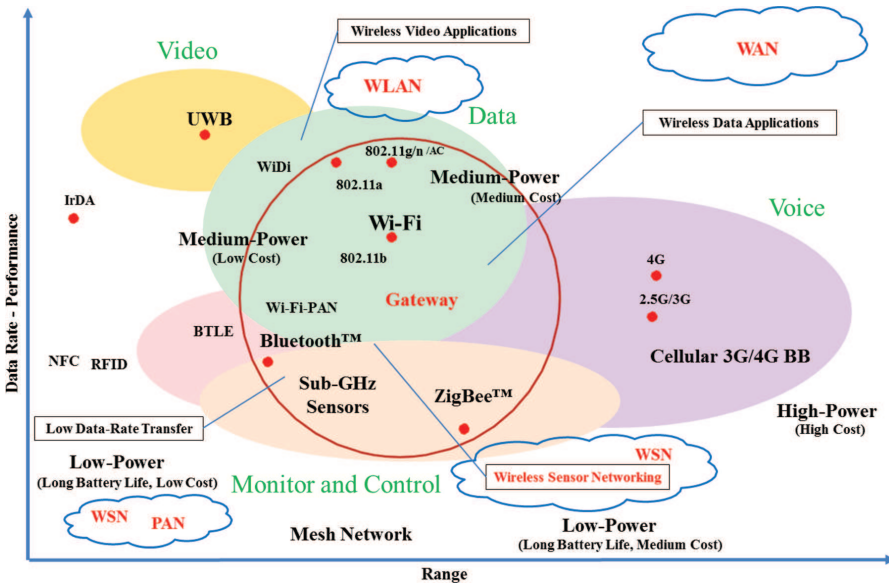 Wireless Video Applications
WAN
Video
WLAN
UWB
Data
Wireless Data Applications
802.11g/n /AC
WiDi
802.11a
Medium-Power
(Medium Cost)
IrDA
Voice
Wi-Fi
Medium-Power
(Low Cost)
802.11b
4G
2.5G/3G
Wi-Fi-PAN
Gateway
BTLE
Bluetooth™
NFC
RFID
Cellular 3G/4G BB
Sub-GHz
Sensors
ZigBee™
High-Power
(High Cost)
Low Data-Rate Transfer
WSN
Low-Power
(Long Battery Life, Low Cost)
Monitor and Control
Wireless Sensor Networking
WSN
PAN
Mesh Network
Low-Power
(Long Battery Life, Medium Cost)
Data Rate - Performance
Range